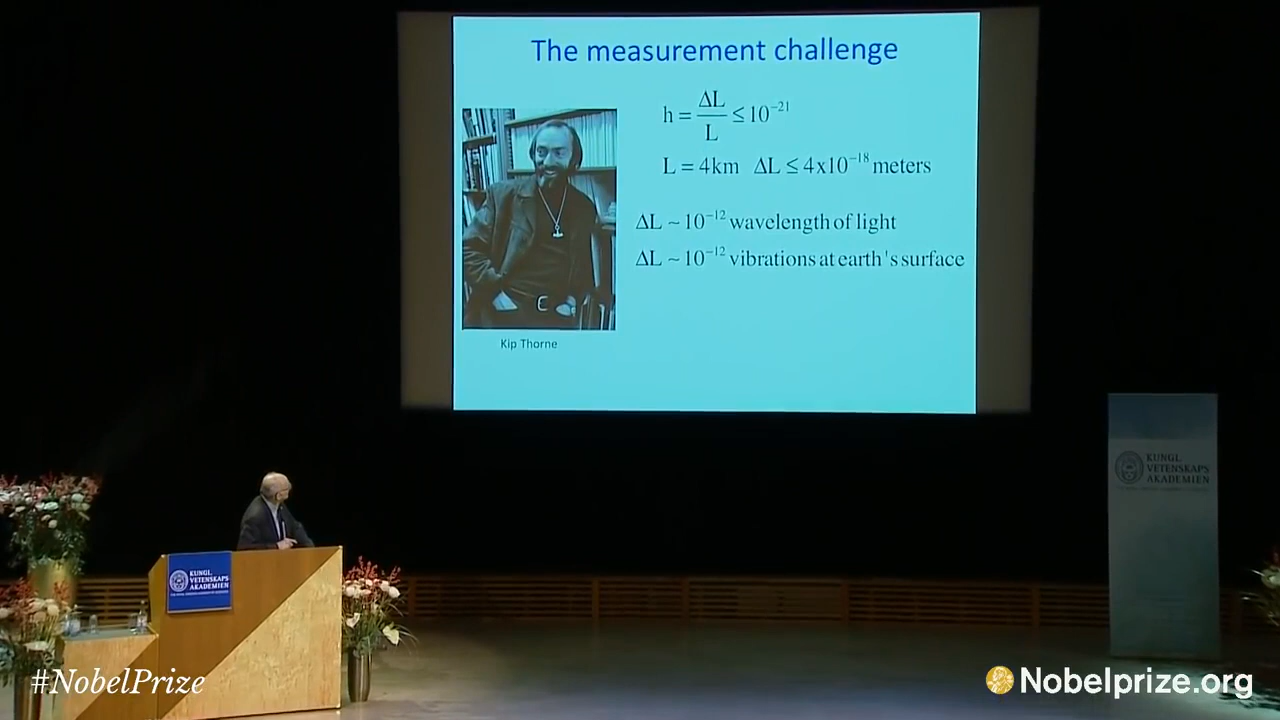 The measurement challenge
h = ΔL/L ≤ 10⁻²¹
L = 4km ΔL ≤ 4x10⁻¹⁸ meters
ΔL ~ 10⁻¹² wavelength of light
ΔL ~ 10⁻¹² vibrations at earth's surface
Kip Thorne
KUNGL.
VETENSKAPS
AKADEMIEN
KUNGL.
VETENSKAPS
AKADEMIEN
#NobelPrize
Nobelprize.org